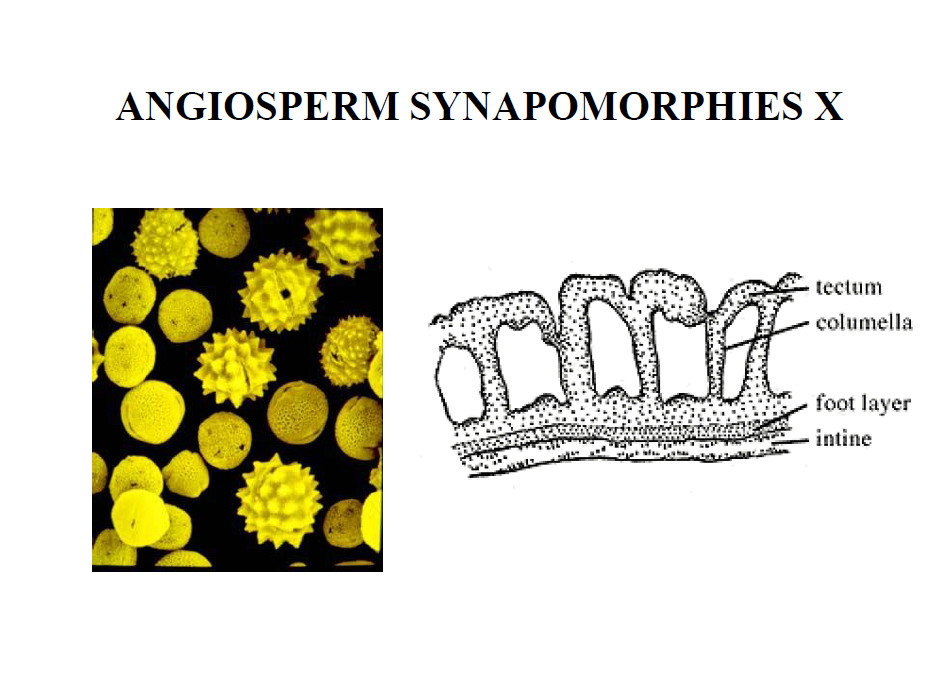 ANGIOSPERM SYNAPOMORPHIES X
tectum
columella
foot layer
intine